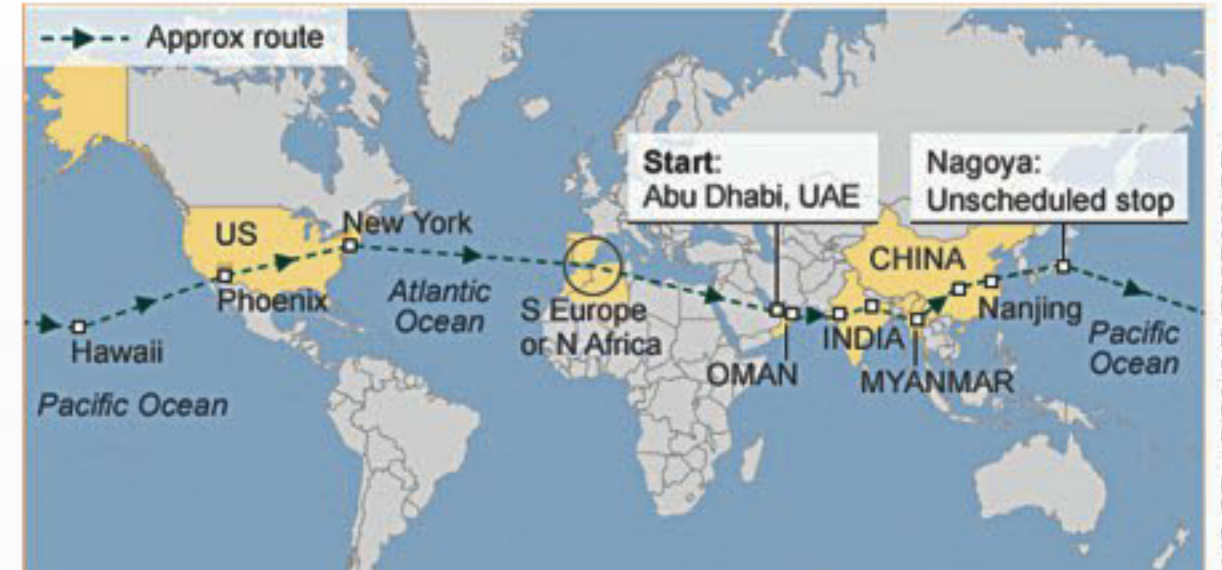 Approx route
Start:
Abu Dhabi, UAE
Nagoya:
Unscheduled stop
US
New York
Phoenix
Hawaii
Pacific Ocean
Atlantic
Ocean
S Europe
or N Africa
OMAN
INDIA
MYANMAR
CHINA
Nanjing
Pacific
Ocean